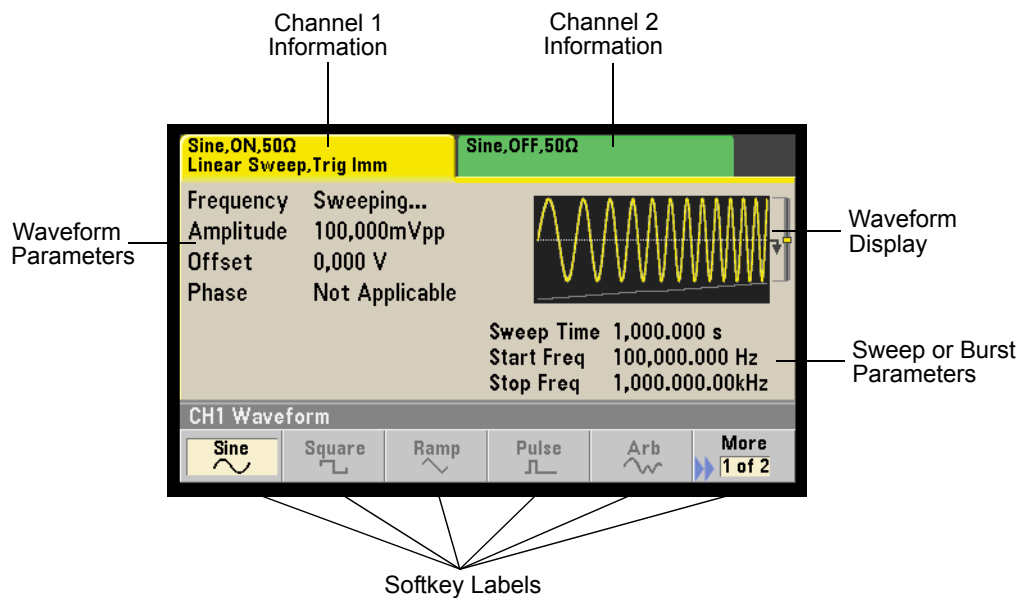 Channel 1
Information
Channel 2
Information
Sine,ON,50Ω
Linear Sweep,Trig Imm
Sine,OFF,50Ω
Frequency Sweeping...
Amplitude 100,000mVpp
Offset 0,000 V
Phase Not Applicable
Waveform
Parameters
Waveform
Display
Sweep Time 1,000.000 s
Start Freq 100,000.000 Hz
Stop Freq 1,000.000.00kHz
Sweep or Burst
Parameters
CH1 Waveform
Sine
Square
Ramp
Pulse
Arb
More
1 of 2
Softkey Labels